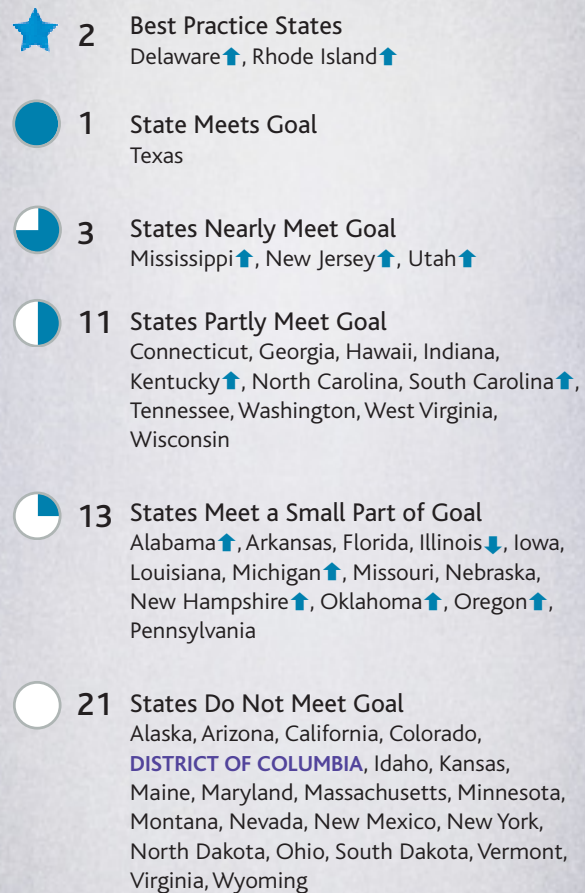 2 Best Practice States
Delaware⬆, Rhode Island⬆
1 State Meets Goal
Texas
3 States Nearly Meet Goal
Mississippi⬆, New Jersey⬆, Utah⬆
11 States Partly Meet Goal
Connecticut, Georgia, Hawaii, Indiana,
Kentucky⬆, North Carolina, South Carolina⬆,
Tennessee, Washington, West Virginia,
Wisconsin
13 States Meet a Small Part of Goal
Alabama⬆, Arkansas, Florida, Illinois⬇, Iowa,
Louisiana, Michigan⬆, Missouri, Nebraska,
New Hampshire⬆, Oklahoma⬆, Oregon⬆,
Pennsylvania
21 States Do Not Meet Goal
Alaska, Arizona, California, Colorado,
DISTRICT OF COLUMBIA, Idaho, Kansas,
Maine, Maryland, Massachusetts, Minnesota,
Montana, Nevada, New Mexico, New York,
North Dakota, Ohio, South Dakota, Vermont,
Virginia, Wyoming